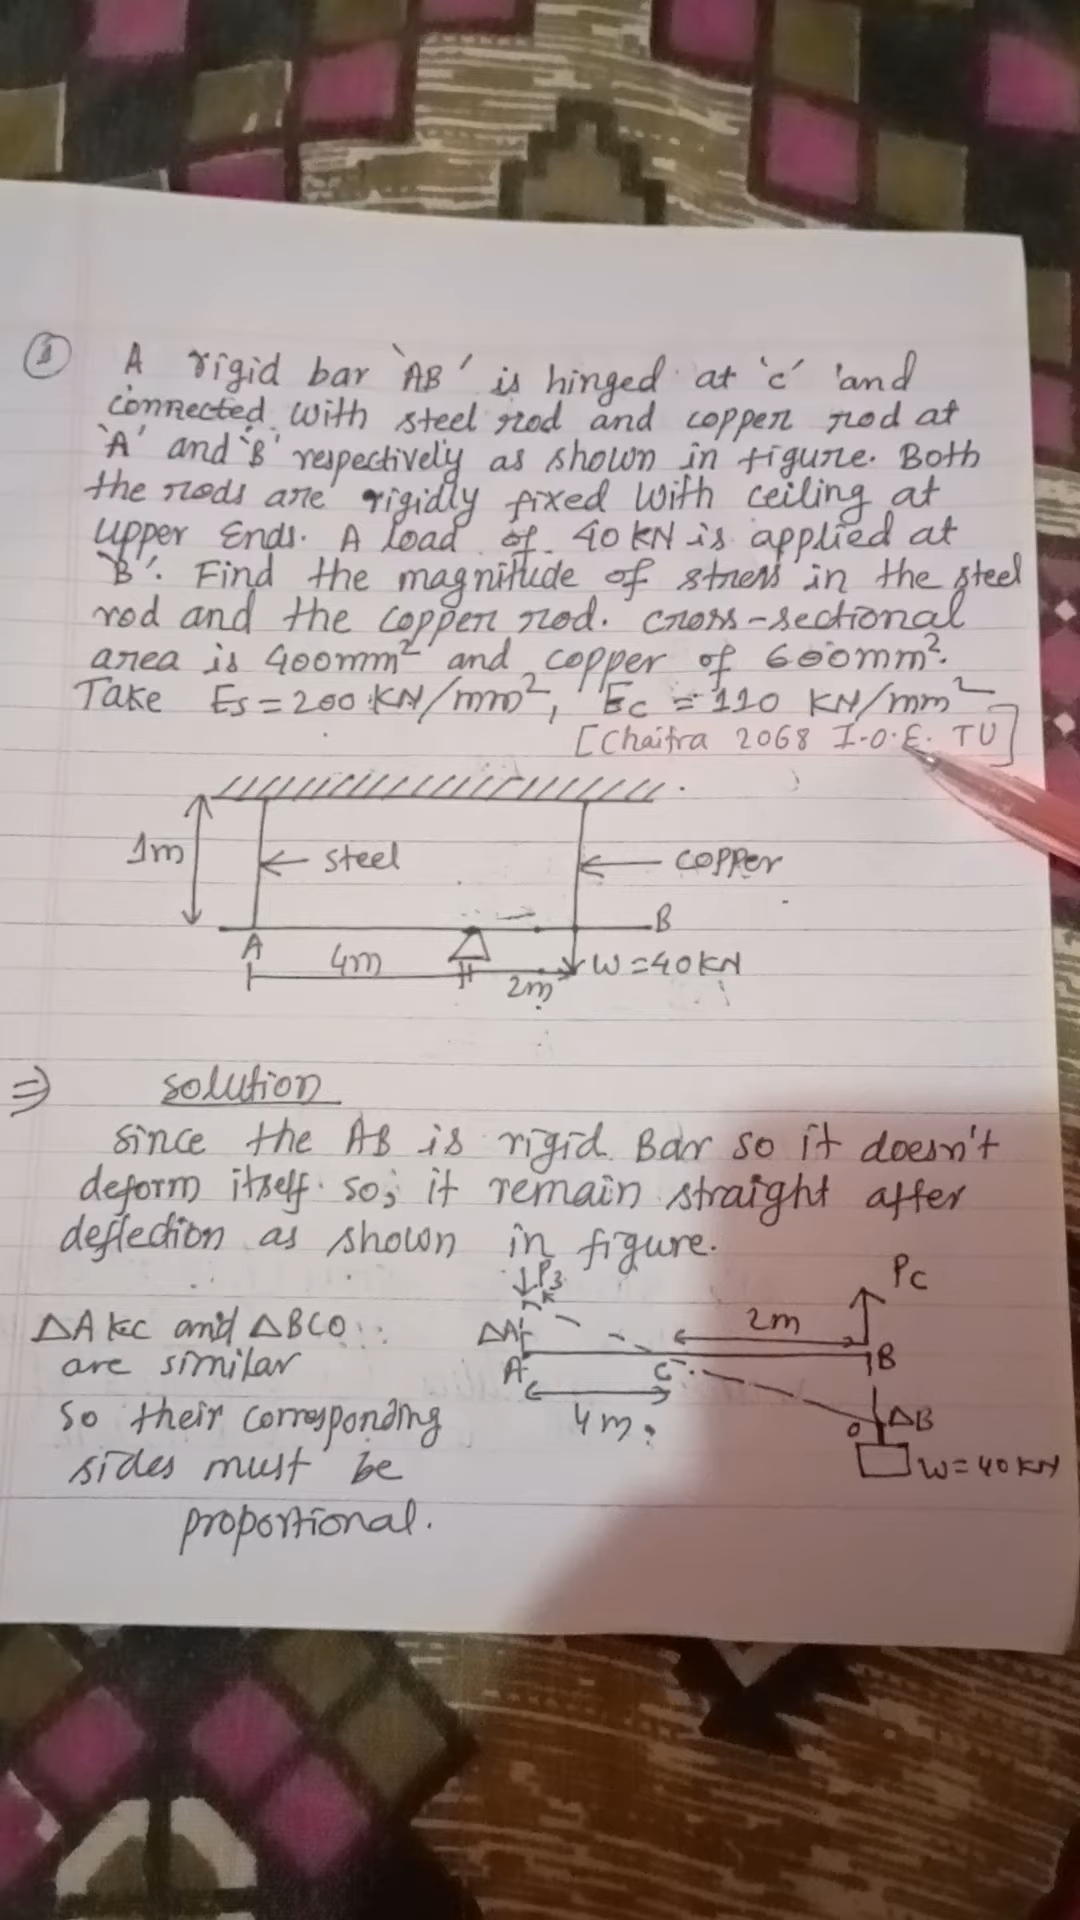 1
A rigid bar `AB' is hinged at 'c' 'and
connected with steel rod and copper rod at
`A' and `B' respectively as shown in figure. Both
the rods are rigidly fixed with ceiling at
upper Ends. A load of 40 KN is applied at
`B'. Find the magnitude of stress in the steel
rod and the copper rod. cross-sectional
area is 400mm² and copper of 600mm².
Take Es = 200 KN/mm², Ec = 110 KN/mm²
[Chaitra 2068 I.O.E. TU]
1m
steel
copper
A
B
4m
2m
W = 40 KN
⇒ solution
since the AB is rigid Bar so it doesn't
deform itself. so; it remain straight after
deflection as shown in figure.
ΔAKC and ΔBCO
are similar
so their corresponding
sides must be
proportional.
Pc
K
ΔA
2m
A
C
B
4m
O
ΔB
W = 40 KN